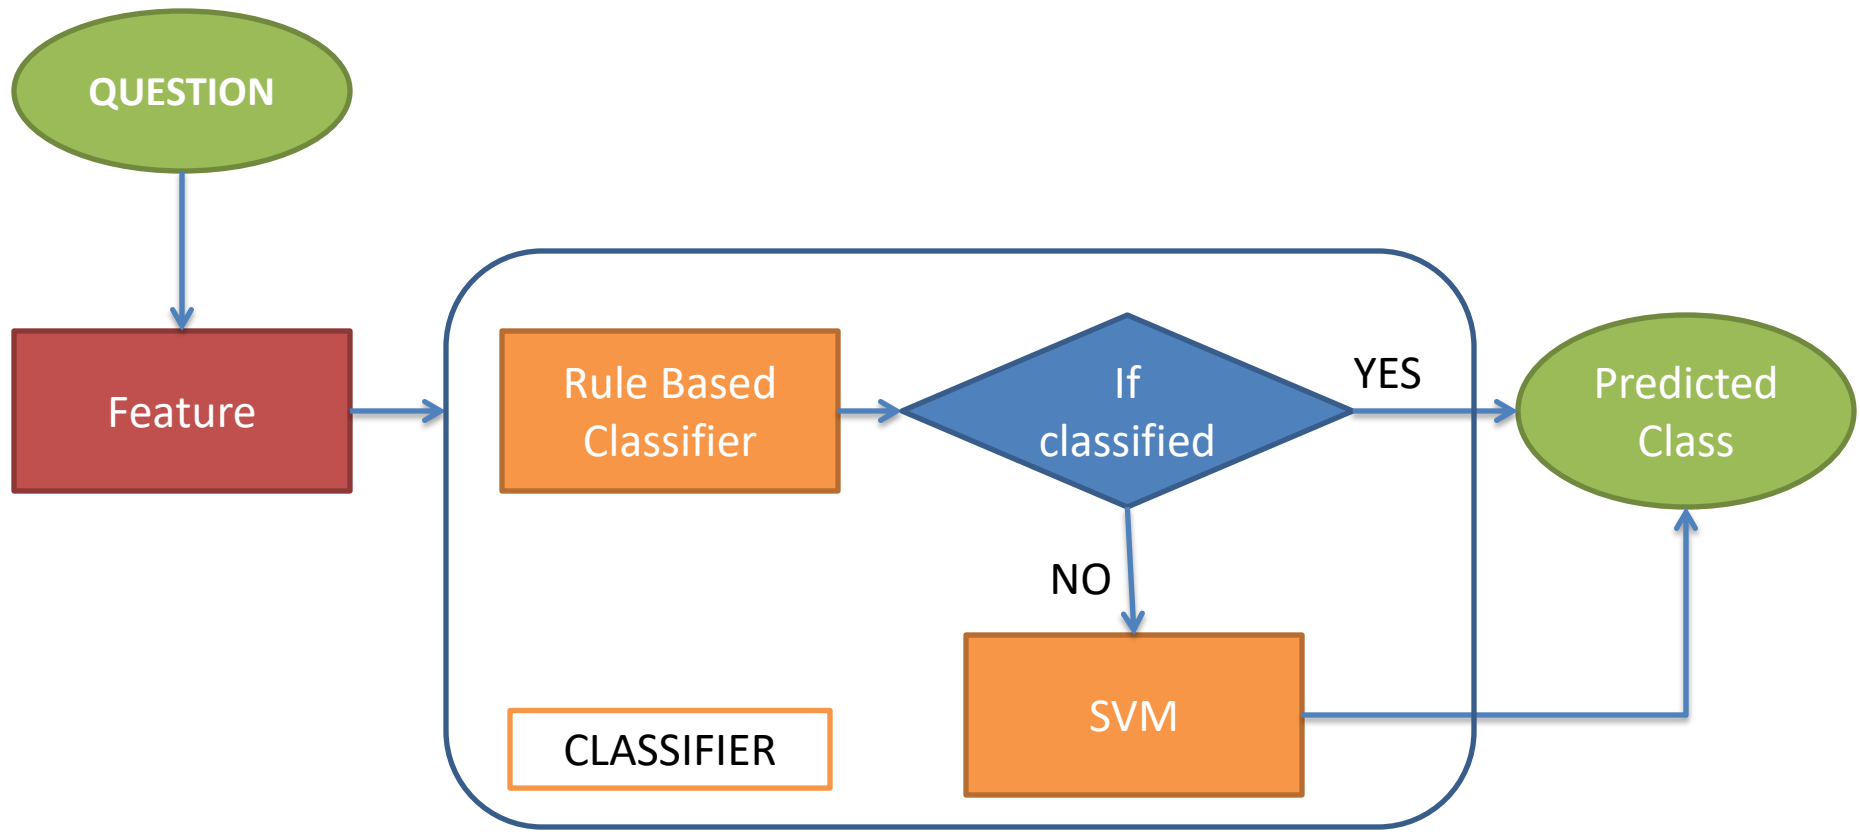 QUESTION
Feature
Rule Based
Classifier
If
classified
YES
Predicted
Class
NO
SVM
CLASSIFIER